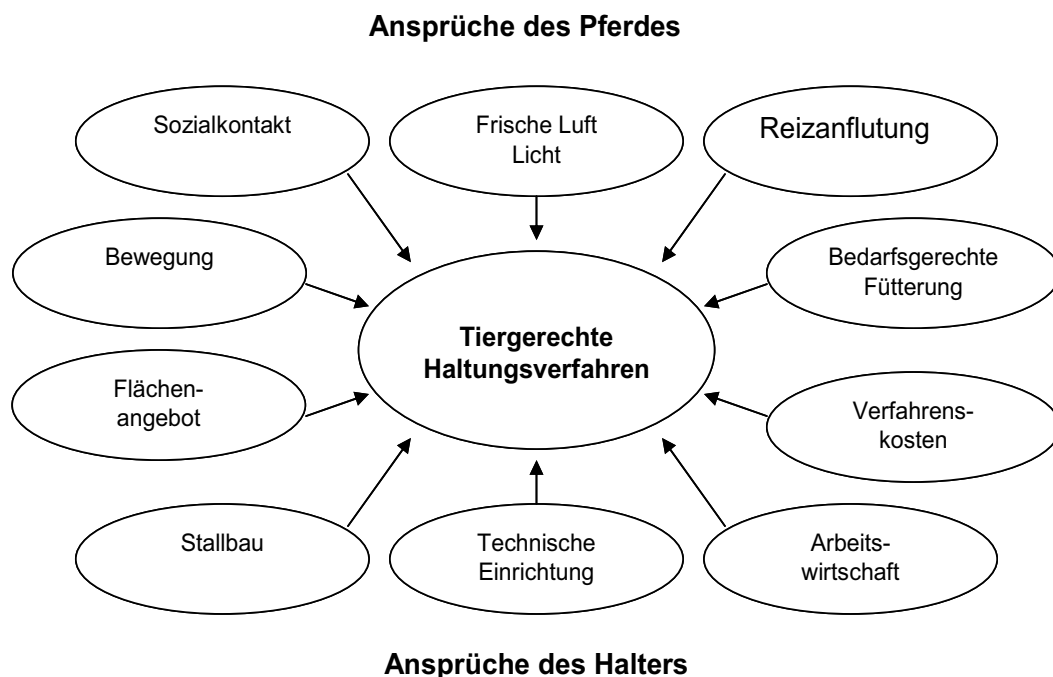 Ansprüche des Pferdes
Sozialkontakt
Frische Luft
Licht
Reizanflutung
Bewegung
Bedarfsgerechte
Fütterung
Tiergerechte
Haltungsverfahren
Flächen-
angebot
Verfahrens-
kosten
Stallbau
Technische
Einrichtung
Arbeits-
wirtschaft
Ansprüche des Halters